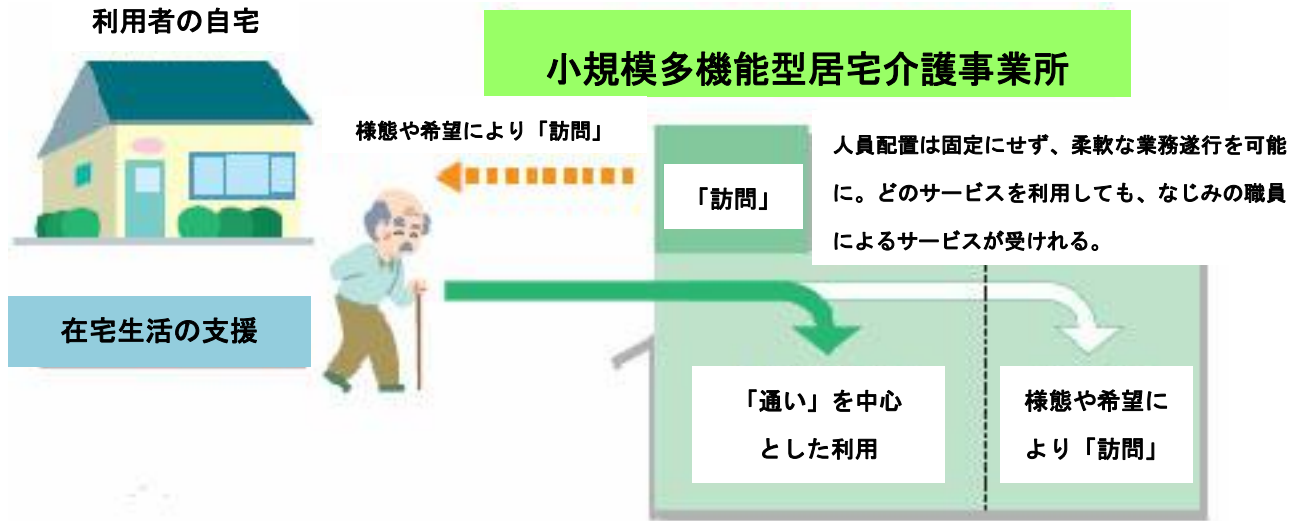 利用者の自宅
小規模多機能型居宅介護事業所
様態や希望により「訪問」
「訪問」
人員配置は固定にせず、柔軟な業務遂行を可能
に。どのサービスを利用しても、なじみの職員
によるサービスが受けれる。
在宅生活の支援
「通い」を中心
とした利用
様態や希望に
より「訪問」